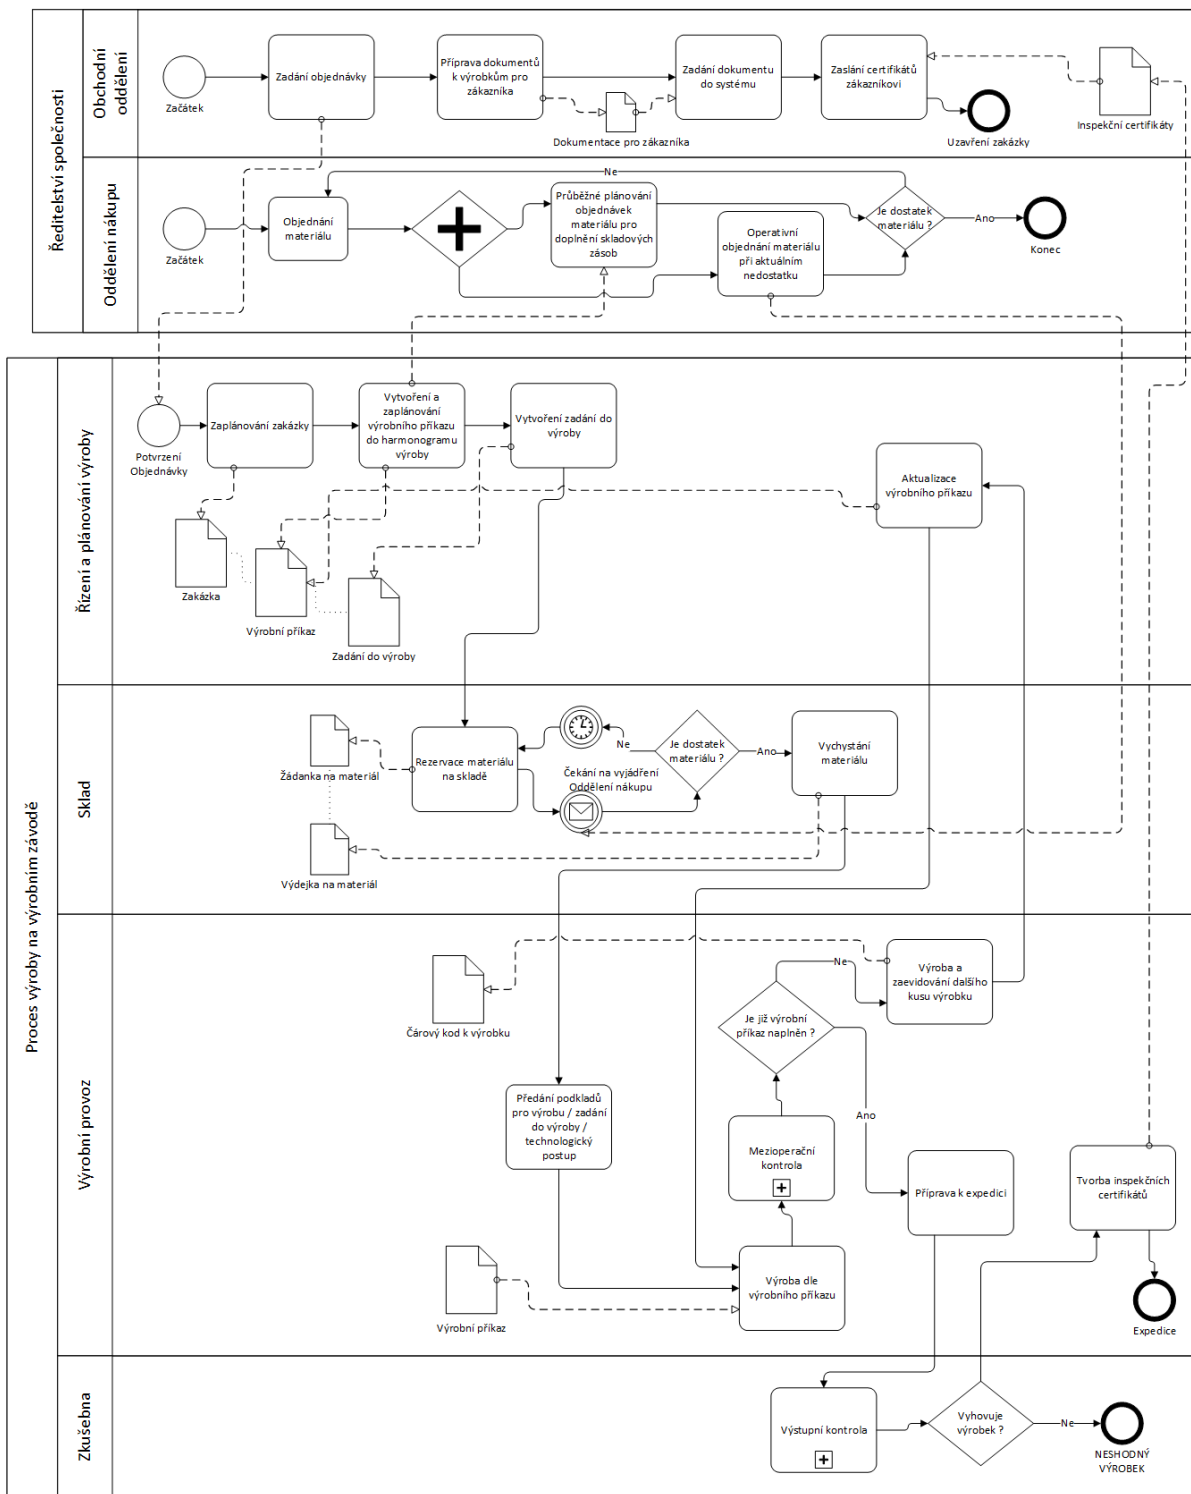 Ředitelství společnosti
Obchodní
oddělení
Začátek
Zadání objednávky
Příprava dokumentů
k výrobkům pro
zákazníka
Dokumentace pro zákazníka
Zadání dokumentu
do systému
Zaslání certifikátů
zákazníkovi
Uzavření zakázky
Inspekční certifikáty
Oddělení nákupu
Začátek
Objednání
materiálu
Ne
Průběžné plánování
objednávek
materiálu pro
doplnění skladových
zásob
Operativní
objednání materiálu
při aktuálním
nedostatku
Je dostatek
materiálu ?
Ano
Konec
Proces výroby na výrobním závodě
Řízení a plánování výroby
Potvrzení
Objednávky
Zaplánování zakázky
Vytvoření a
zaplánování
výrobního příkazu
do harmonogramu
výroby
Vytvoření zadání do
výroby
Aktualizace
výrobního příkazu
Zakázka
Výrobní příkaz
Zadání do výroby
Sklad
Žádanka na materiál
Výdejka na materiál
Rezervace materiálu
na skladě
Čekání na vyjádření
Oddělení nákupu
Ne
Je dostatek
materiálu ?
Ano
Vychystání
materiálu
Výrobní provoz
Čárový kod k výrobku
Je již výrobní
příkaz naplněn ?
Ne
Výroba a
zaevidování dalšího
kusu výrobku
Předání podkladů
pro výrobu / zadání
do výroby /
technologický
postup
Mezioperační
kontrola
Ano
Příprava k expedici
Tvorba inspekčních
certifikátů
Výrobní příkaz
Výroba dle
výrobního příkazu
Expedice
Zkušebna
Výstupní kontrola
Vyhovuje
výrobek ?
Ne
NESHODNÝ
VÝROBEK